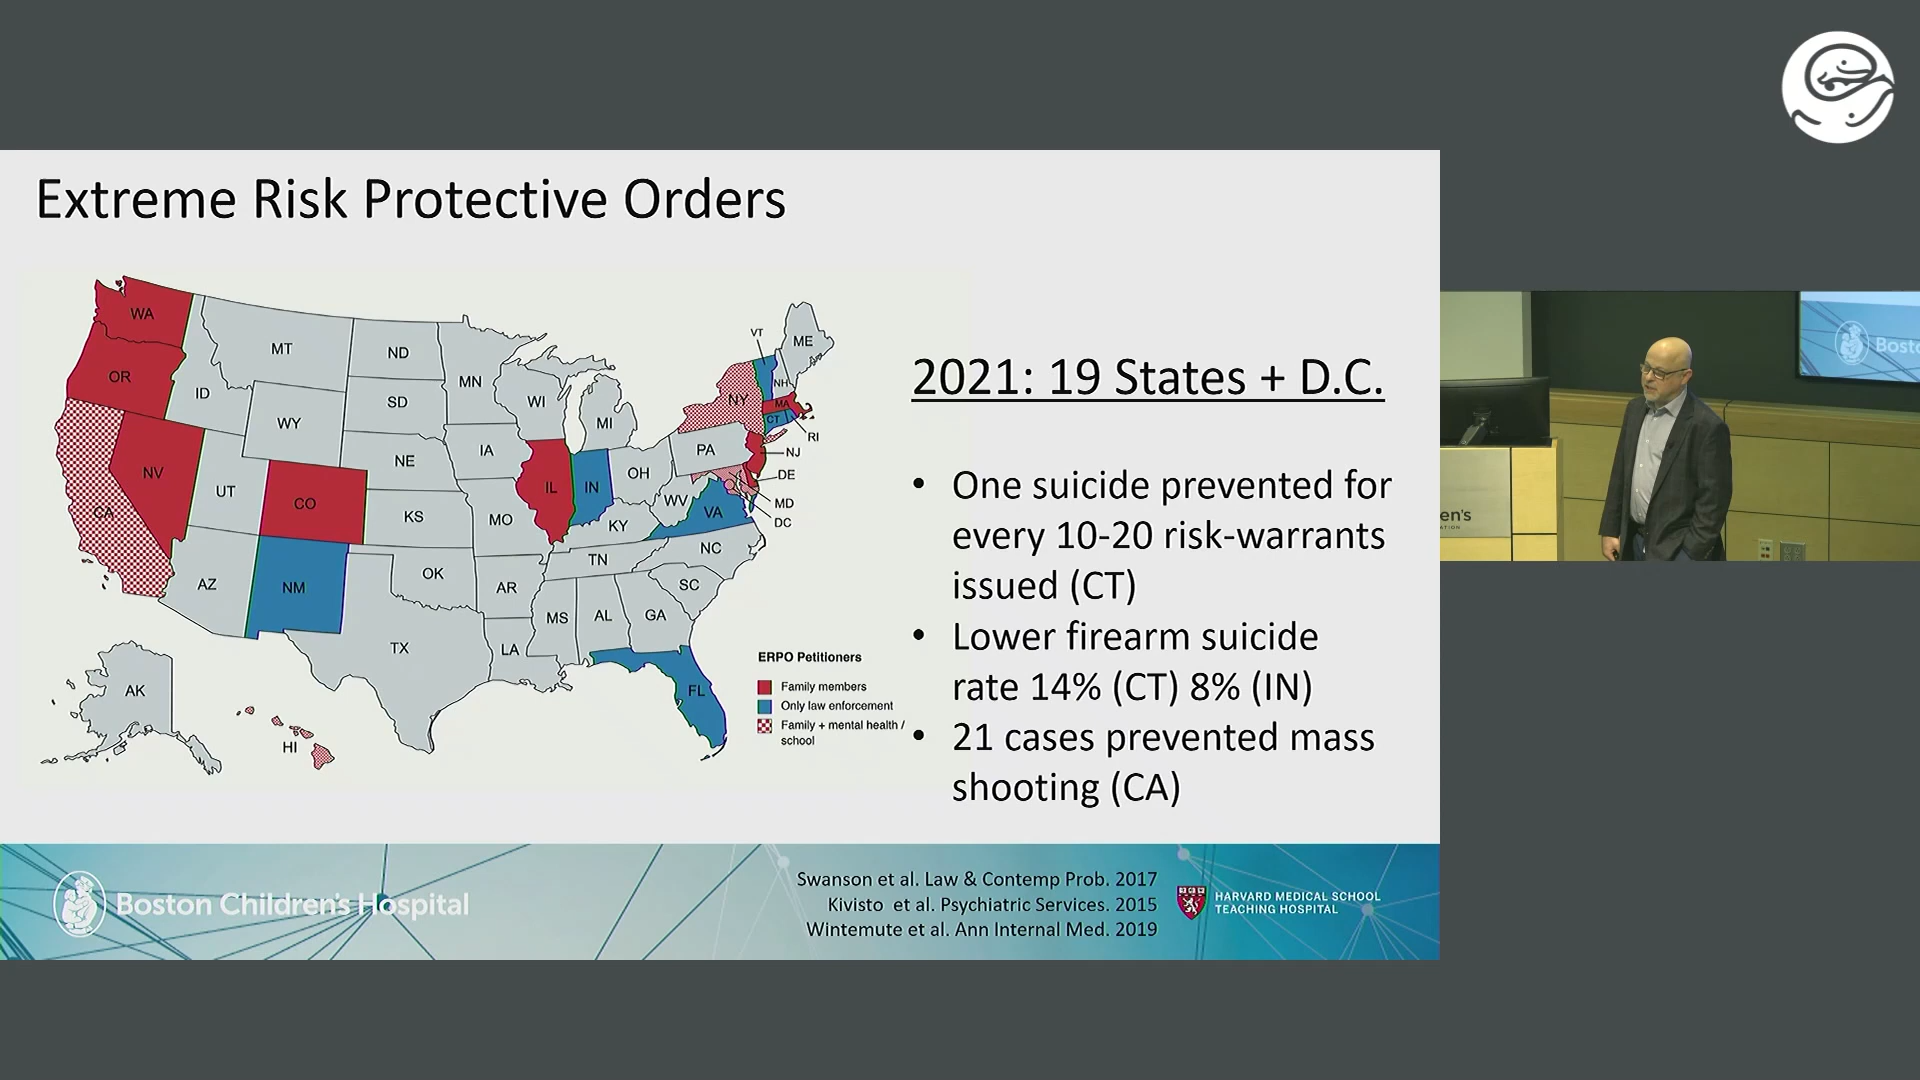 Extreme Risk Protective Orders
WA
MT
ND
MN
VT
ME
OR
ID
SD
WI
MI
NY
NH
MA
CT
RI
WY
NV
UT
CO
NE
IA
IL
IN
OH
PA
NJ
DE
MD
DC
CA
KS
MO
KY
WV
VA
AZ
NM
OK
AR
TN
NC
SC
TX
LA
MS
AL
GA
FL
AK
HI
ERPO Petitioners
Family members
Only law enforcement
Family + mental health /
school
2021: 19 States + D.C.
• One suicide prevented for
every 10-20 risk-warrants
issued (CT)
• Lower firearm suicide
rate 14% (CT) 8% (IN)
• 21 cases prevented mass
shooting (CA)
Boston Children's Hospital
Swanson et al. Law & Contemp Prob. 2017
Kivisto et al. Psychiatric Services. 2015
Wintemute et al. Ann Internal Med. 2019
HARVARD MEDICAL SCHOOL
TEACHING HOSPITAL
Bost
en's
ATION